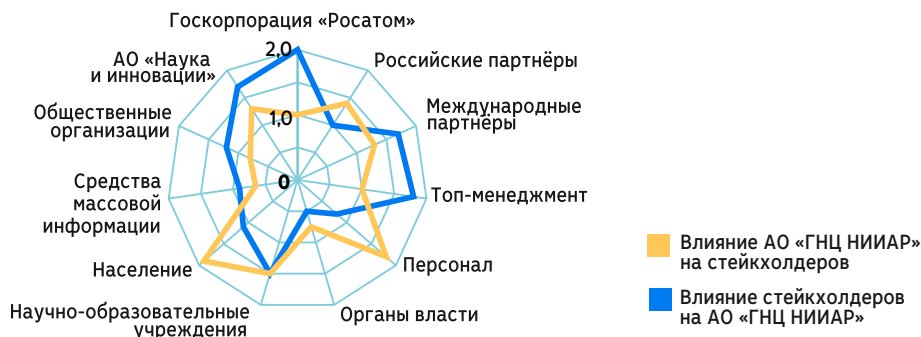 Госкорпорация «Росатом»
2,0
АО «Наука
и инновации»
Российские партнёры
Общественные
организации
1,0
Международные
партнёры
Средства
массовой
информации
0
Топ-менеджмент
Население
Персонал
Научно-образовательные
учреждения
Органы власти
Влияние АО «ГНЦ НИИАР»
на стейкхолдеров
Влияние стейкхолдеров
на АО «ГНЦ НИИАР»